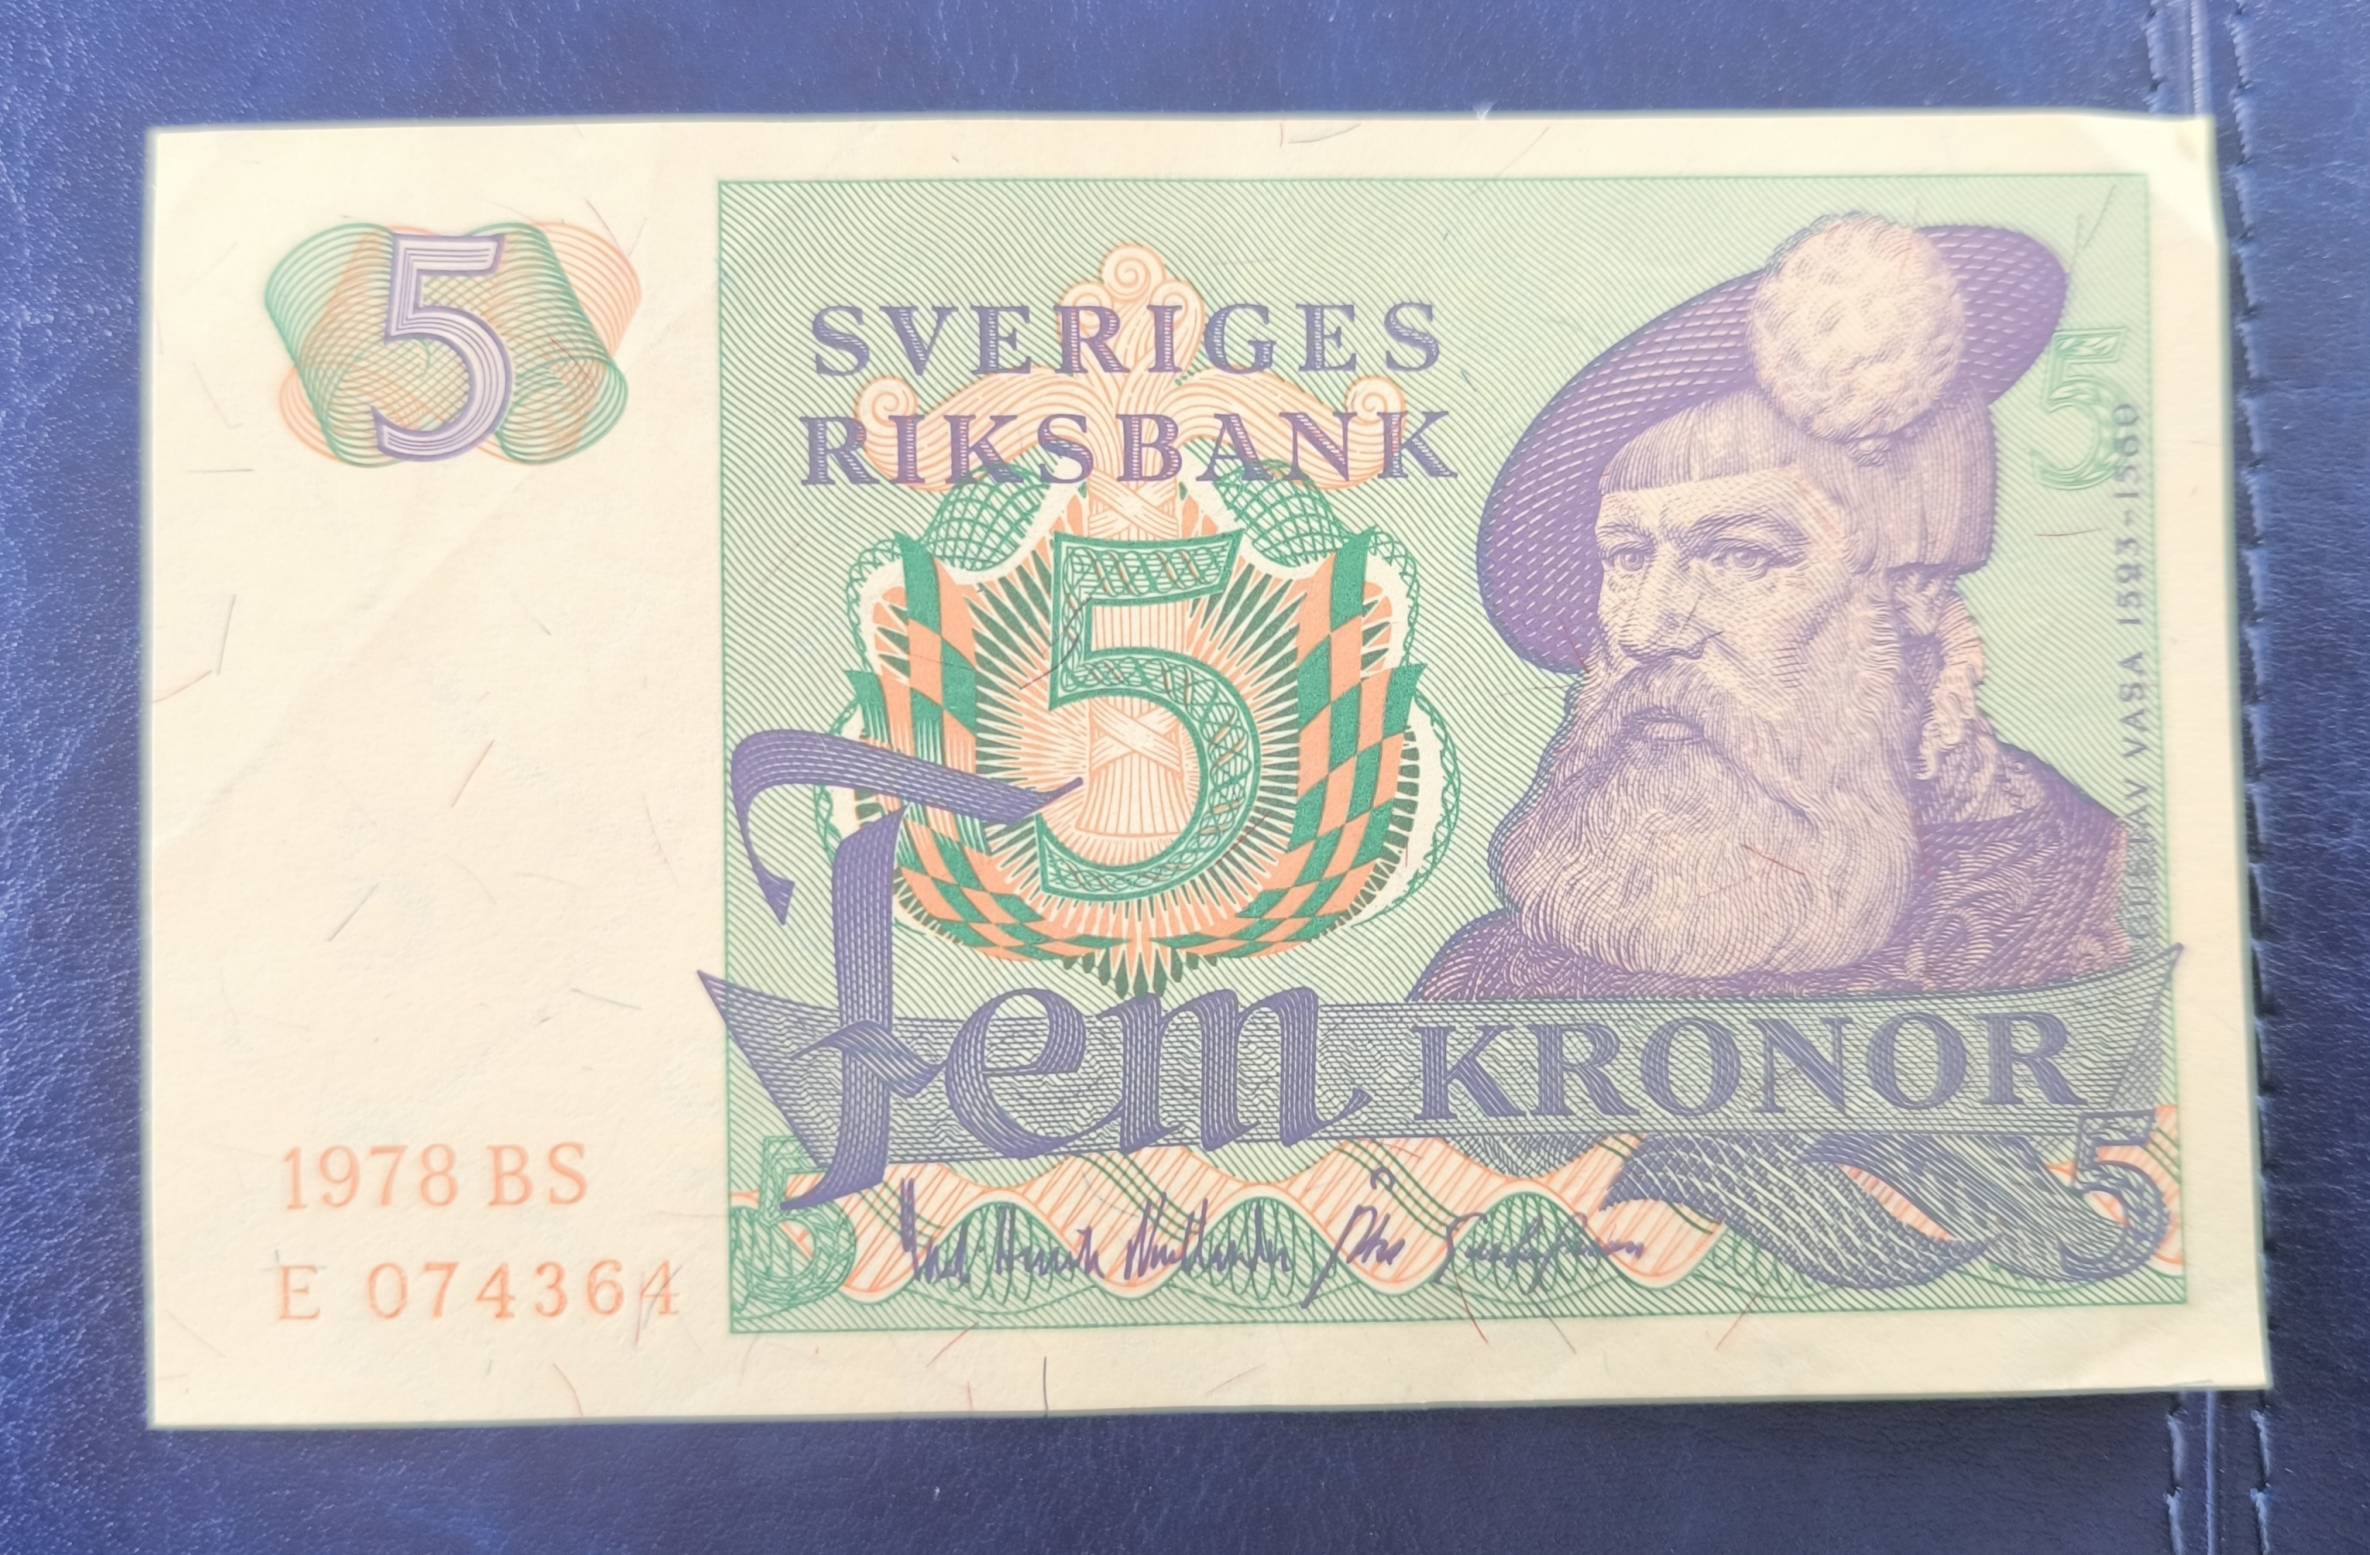 5
SVERIGES
RIKSBANK
5
5
GUSTAV VASA 1523-1560
Fem KRONOR
5
5
1978 BS
E 074364